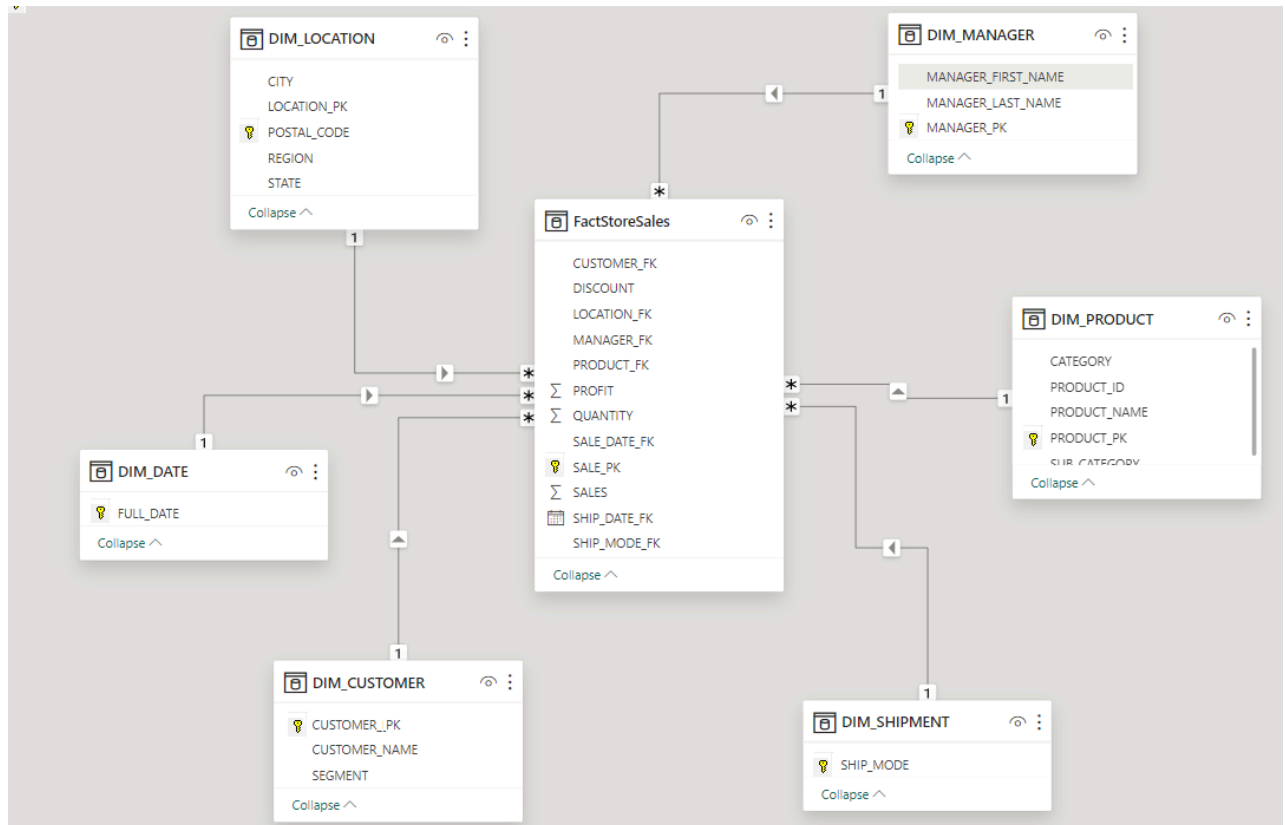 DIM_LOCATION
CITY
LOCATION_PK
POSTAL_CODE
REGION
STATE
Collapse
1
DIM_MANAGER
MANAGER_FIRST_NAME
MANAGER_LAST_NAME
MANAGER_PK
Collapse
1
*
FactStoreSales
CUSTOMER_FK
DISCOUNT
LOCATION_FK
MANAGER_FK
PRODUCT_FK
Σ PROFIT
Σ QUANTITY
SALE_DATE_FK
SALE_PK
Σ SALES
SHIP_DATE_FK
SHIP_MODE_FK
Collapse
*
*
*
*
*
DIM_PRODUCT
CATEGORY
PRODUCT_ID
PRODUCT_NAME
PRODUCT_PK
SUB_CATEGORY
Collapse
1
1
DIM_DATE
FULL_DATE
Collapse
1
DIM_CUSTOMER
CUSTOMER_PK
CUSTOMER_NAME
SEGMENT
Collapse
1
DIM_SHIPMENT
SHIP_MODE
Collapse